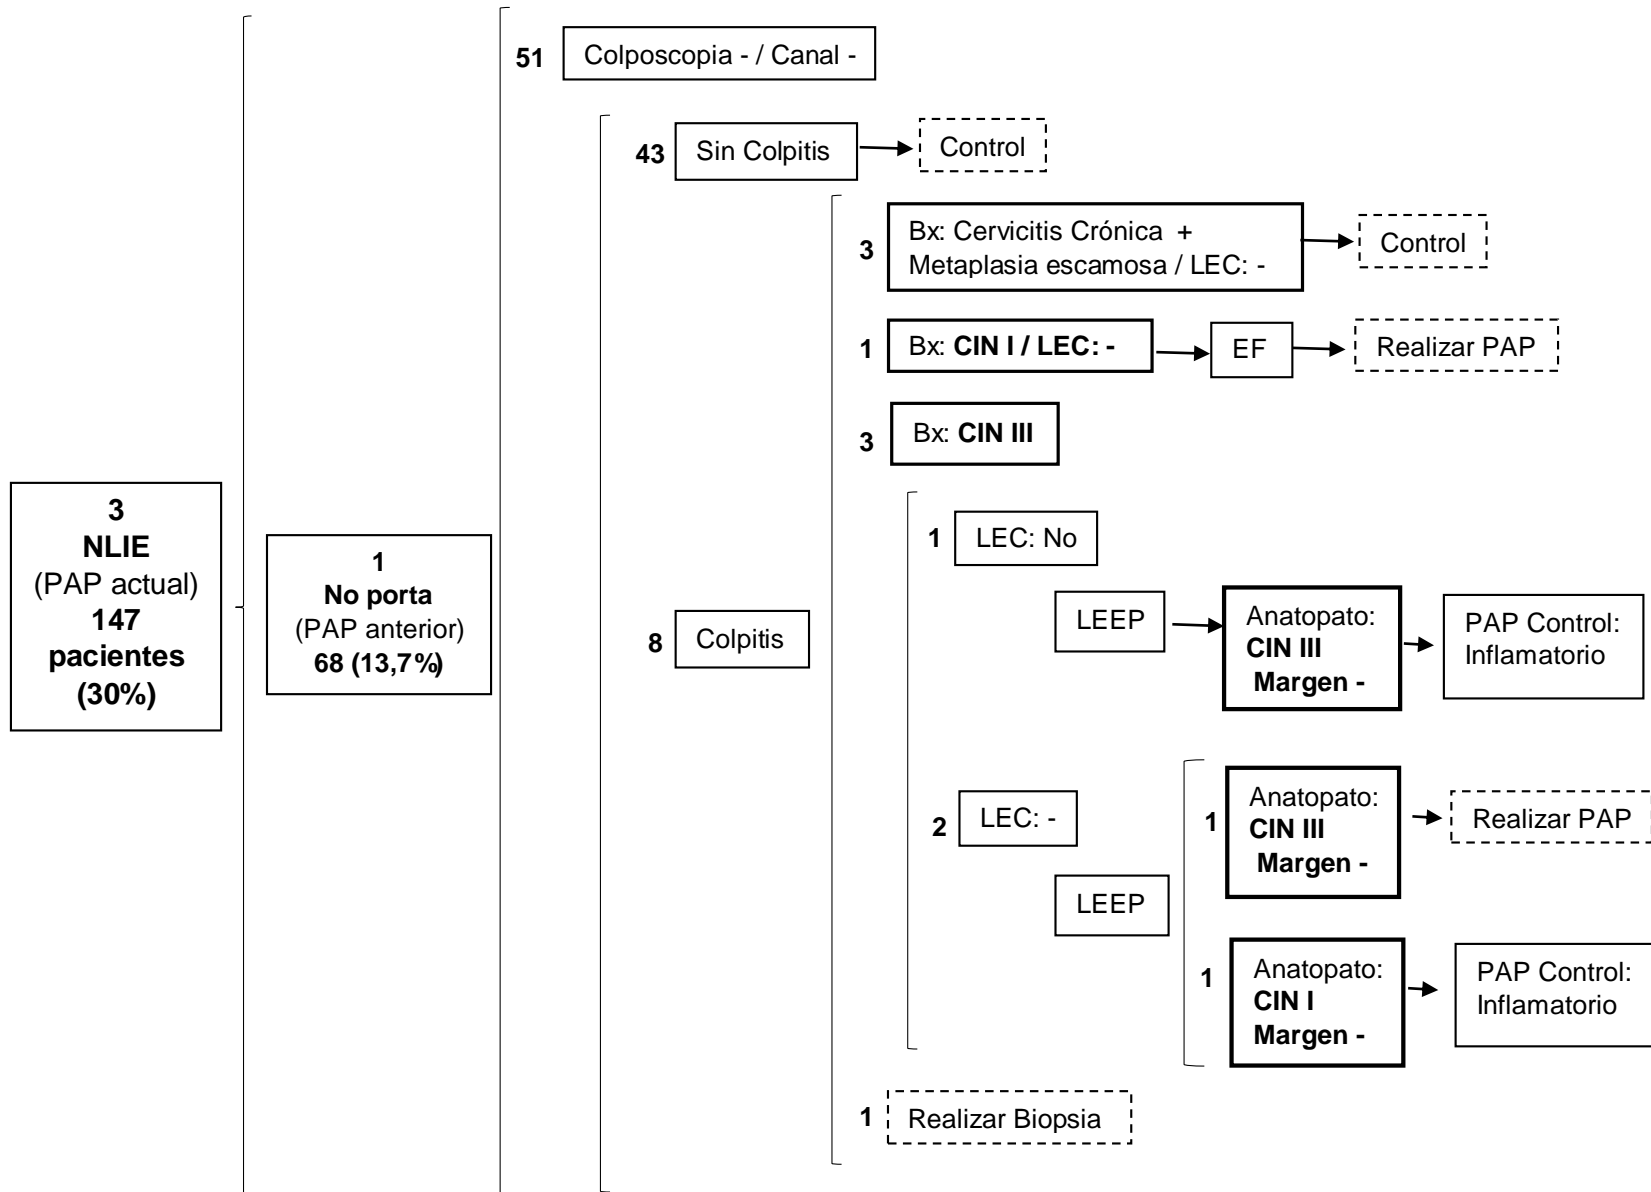 51
Colposcopia - / Canal -
43
Sin Colpitis
Control
3
Bx: Cervicitis Crónica +
Metaplasia escamosa / LEC: -
Control
1
Bx: CIN I / LEC: -
EF
Realizar PAP
3
Bx: CIN III
3
NLIE
(PAP actual)
147
pacientes
(30%)
1
No porta
(PAP anterior)
68 (13,7%)
8
Colpitis
1
LEC: No
LEEP
Anatopato:
CIN III
Margen -
PAP Control:
Inflamatorio
2
LEC: -
LEEP
1
Anatopato:
CIN III
Margen -
Realizar PAP
1
Anatopato:
CIN I
Margen -
PAP Control:
Inflamatorio
1
Realizar Biopsia